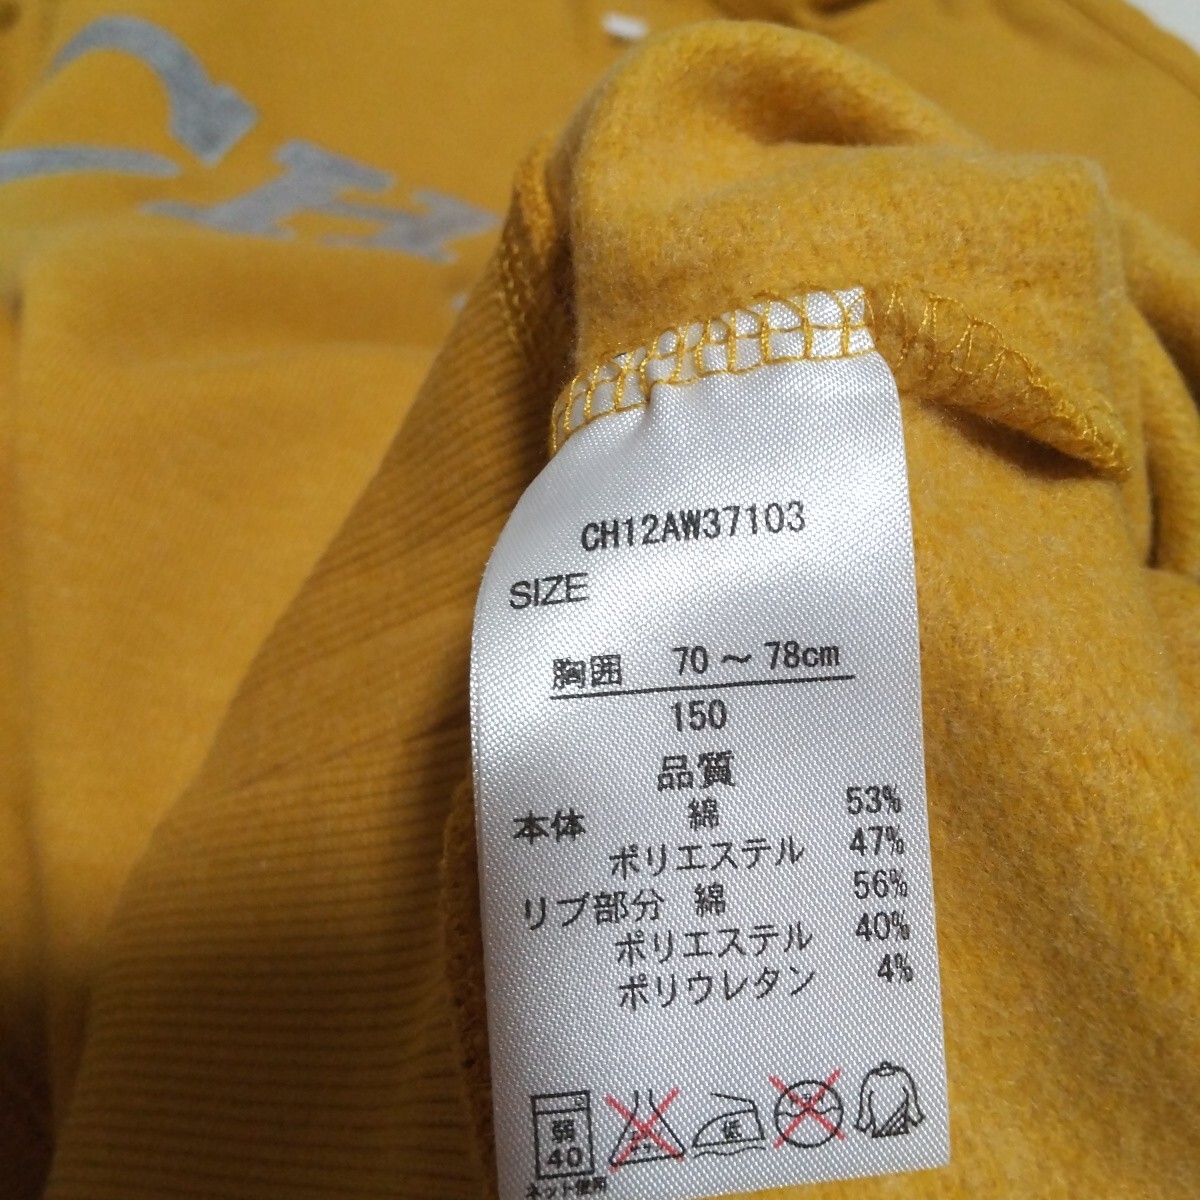 CH
CH12AW37103
SIZE
胸囲 70～78cm
150
品質
本体 綿 53%
ポリエステル 47%
リブ部分 綿 56%
ポリエステル 40%
ポリウレタン 4%
弱
40
ネット使用
低